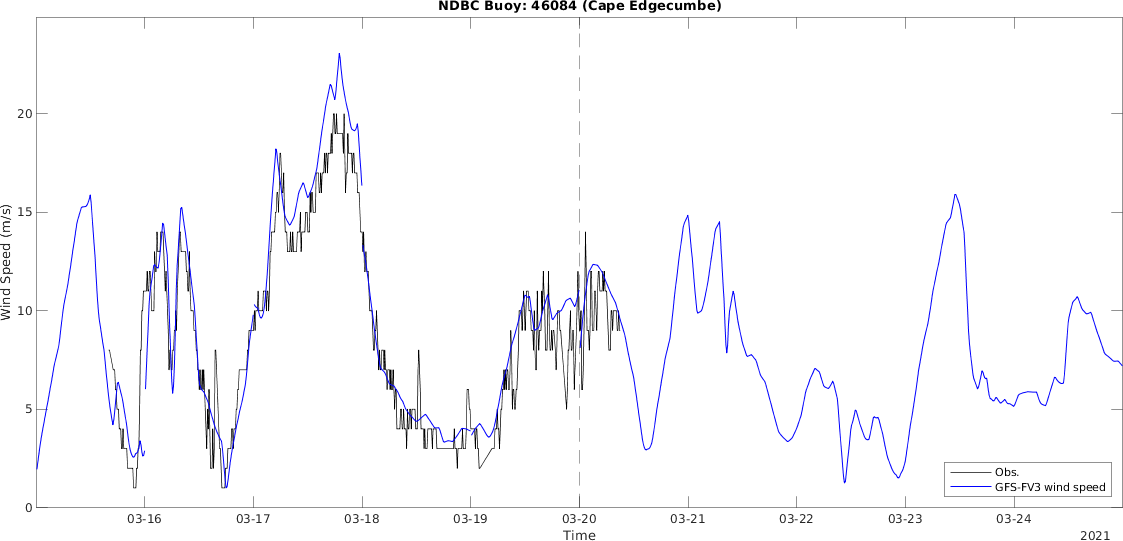 NDBC Buoy: 46084 (Cape Edgecumbe)
Wind Speed (m/s)
20
15
10
5
0
03-16 03-17 03-18 03-19 03-20 03-21 03-22 03-23 03-24
Time
2021
Obs.
GFS-FV3 wind speed